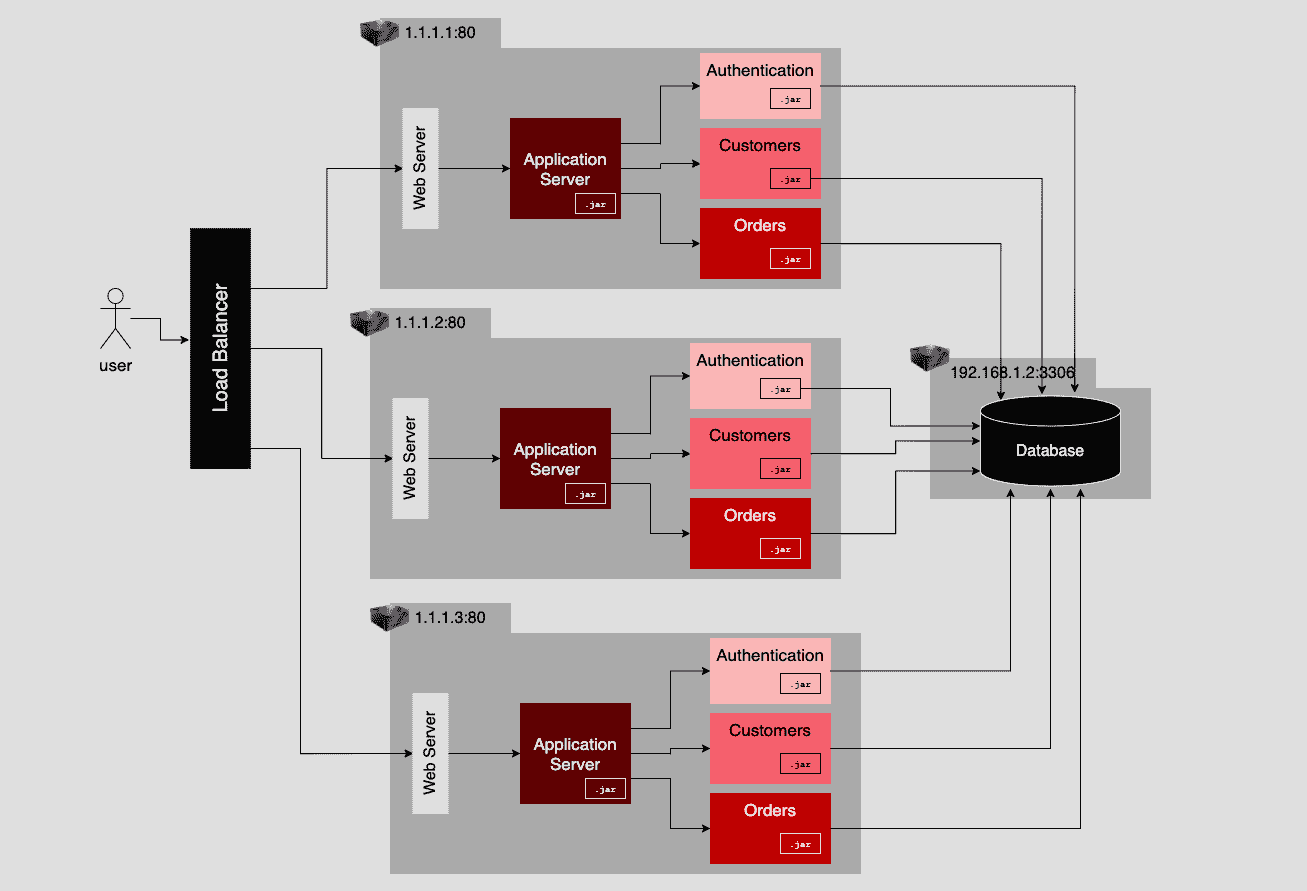 1.1.1.1:80
Web Server
Application
Server
.jar
Authentication
.jar
Customers
.jar
Orders
.jar
user
Load Balancer
1.1.1.2:80
Web Server
Application
Server
.jar
Authentication
.jar
Customers
.jar
Orders
.jar
192.168.1.2:3306
Database
1.1.1.3:80
Web Server
Application
Server
.jar
Authentication
.jar
Customers
.jar
Orders
.jar